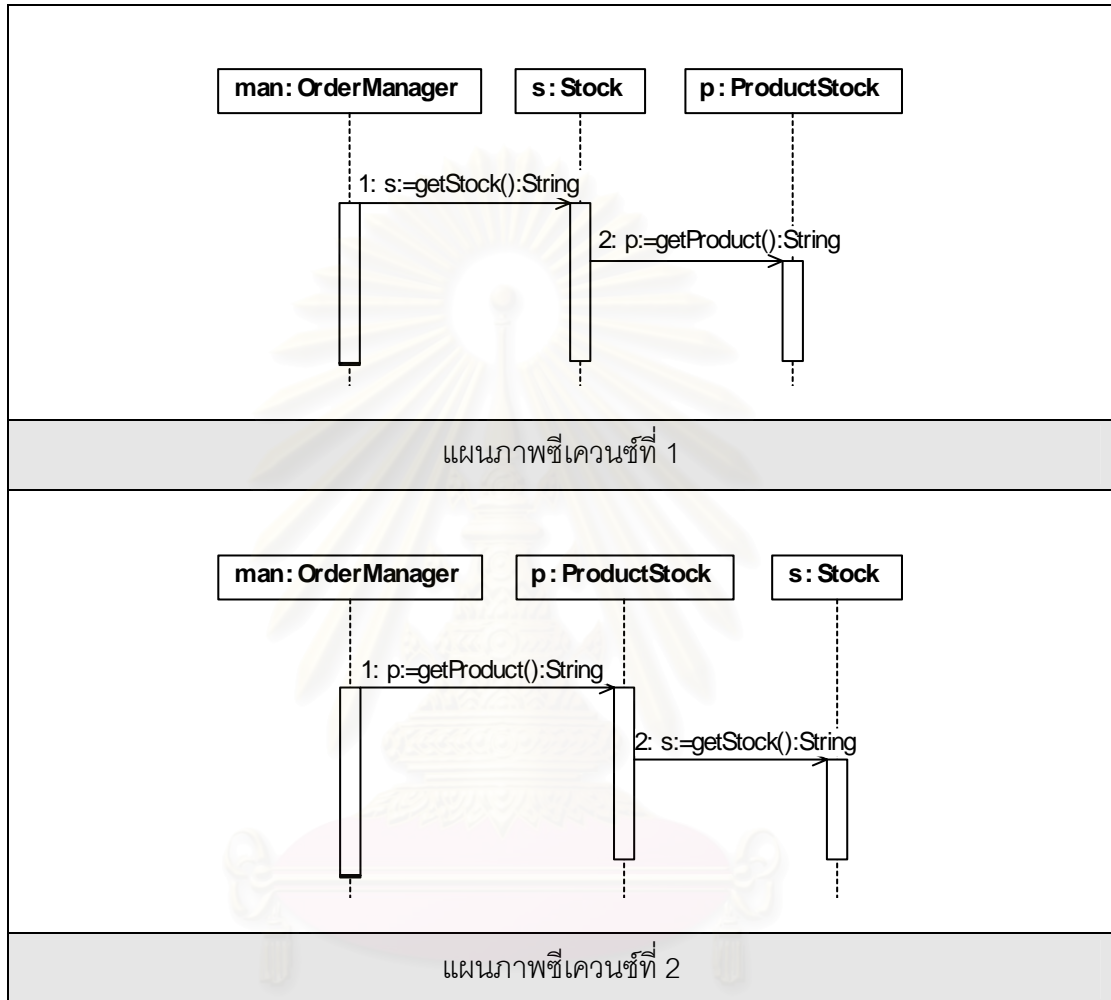 man: OrderManager s: Stock p: ProductStock
1: s:=getStock():String
2: p:=getProduct():String
แผนภาพซีเควนซ์ที่ 1
man: OrderManager p: ProductStock s: Stock
1: p:=getProduct():String
2: s:=getStock():String
แผนภาพซีเควนซ์ที่ 2